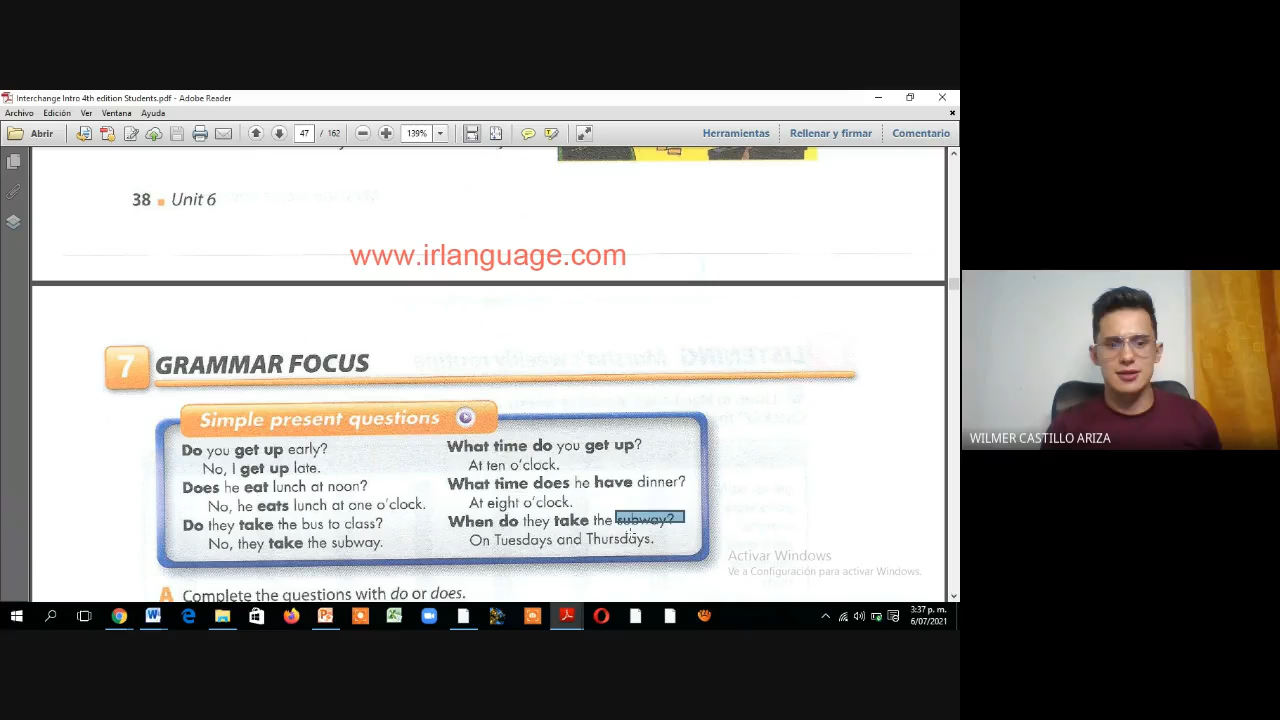 Interchange Intro 4th edition Students.pdf - Adobe Reader
Archivo Edición Ver Ventana Ayuda
Abrir 47 / 162 139% Herramientas Rellenar y firmar Comentario
38 Unit 6
www.irlanguage.com
7 GRAMMAR FOCUS
Simple present questions
Do you get up early?
No, I get up late.
Does he eat lunch at noon?
No, he eats lunch at one o'clock.
Do they take the bus to class?
No, they take the subway.
What time do you get up?
At ten o'clock.
What time does he have dinner?
At eight o'clock.
When do they take the subway?
On Tuesdays and Thursdays.
A Complete the questions with do or does.
Activar Windows
Ve a Configuración para activar Windows.
3:37 p. m.
6/07/2021
WILMER CASTILLO ARIZA